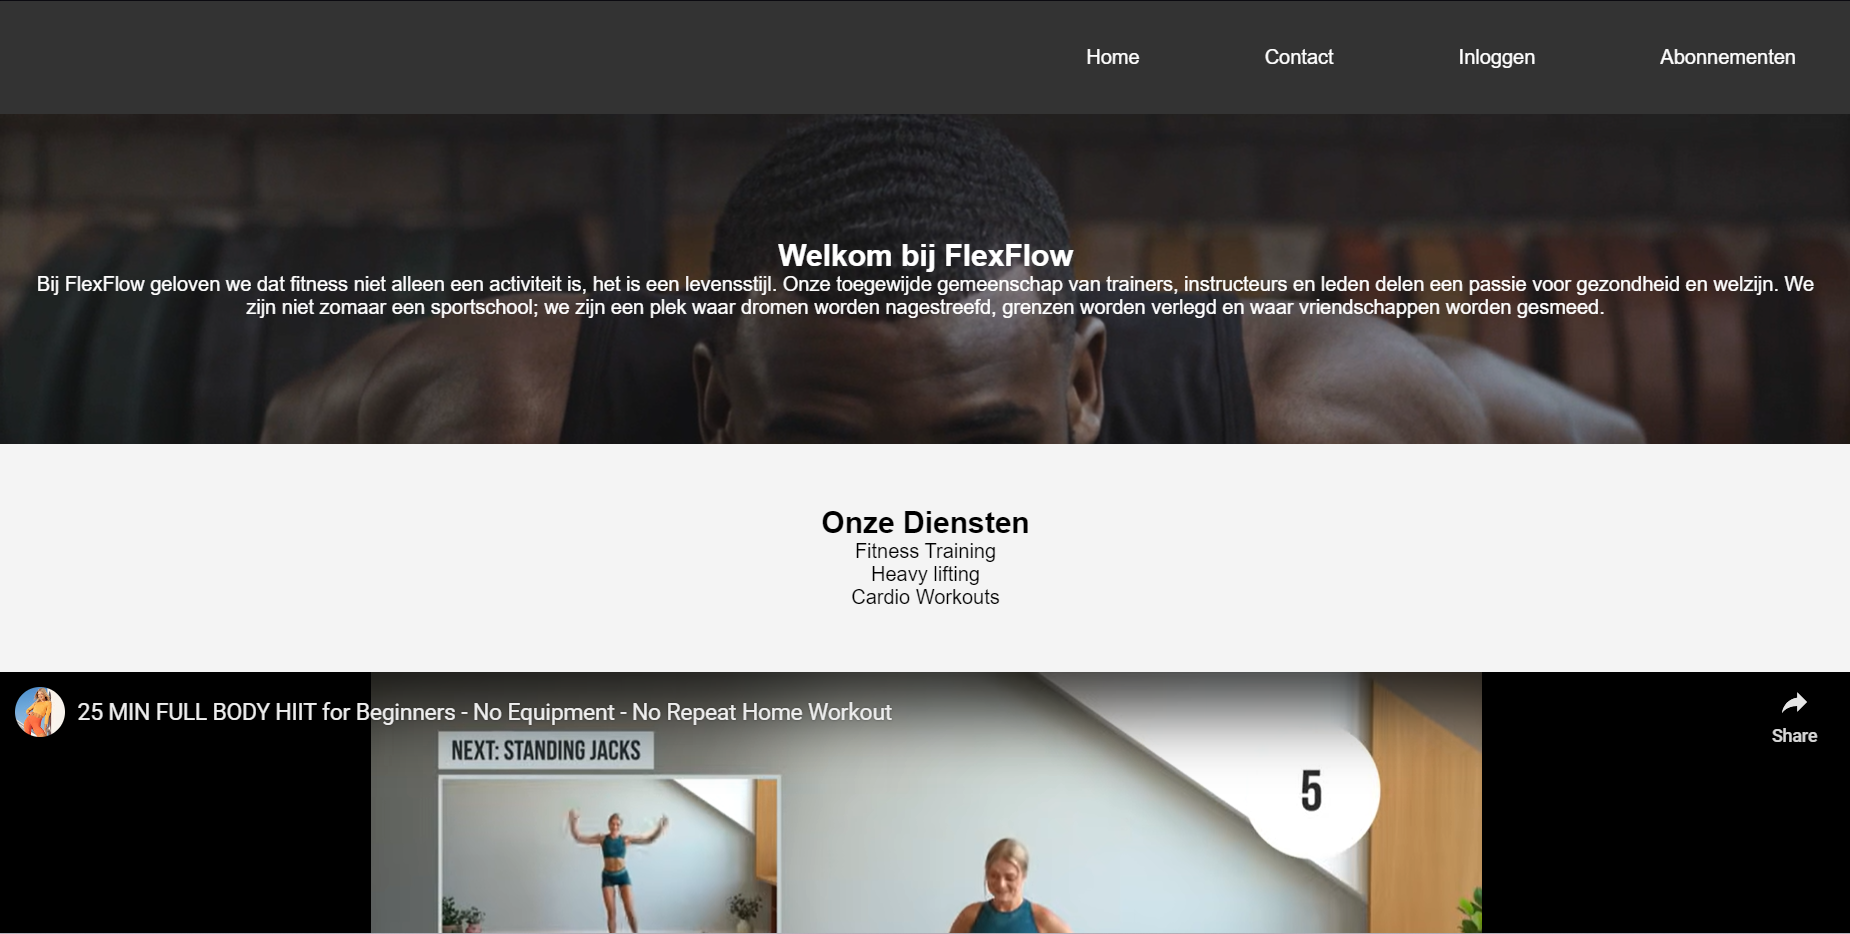 Home Contact Inloggen Abonnementen
Welkom bij FlexFlow
Bij FlexFlow geloven we dat fitness niet alleen een activiteit is, het is een levensstijl. Onze toegewijde gemeenschap van trainers, instructeurs en leden delen een passie voor gezondheid en welzijn. We
zijn niet zomaar een sportschool; we zijn een plek waar dromen worden nagestreefd, grenzen worden verlegd en waar vriendschappen worden gesmeed.
Onze Diensten
Fitness Training
Heavy lifting
Cardio Workouts
25 MIN FULL BODY HIIT for Beginners - No Equipment - No Repeat Home Workout
Share
NEXT: STANDING JACKS
5